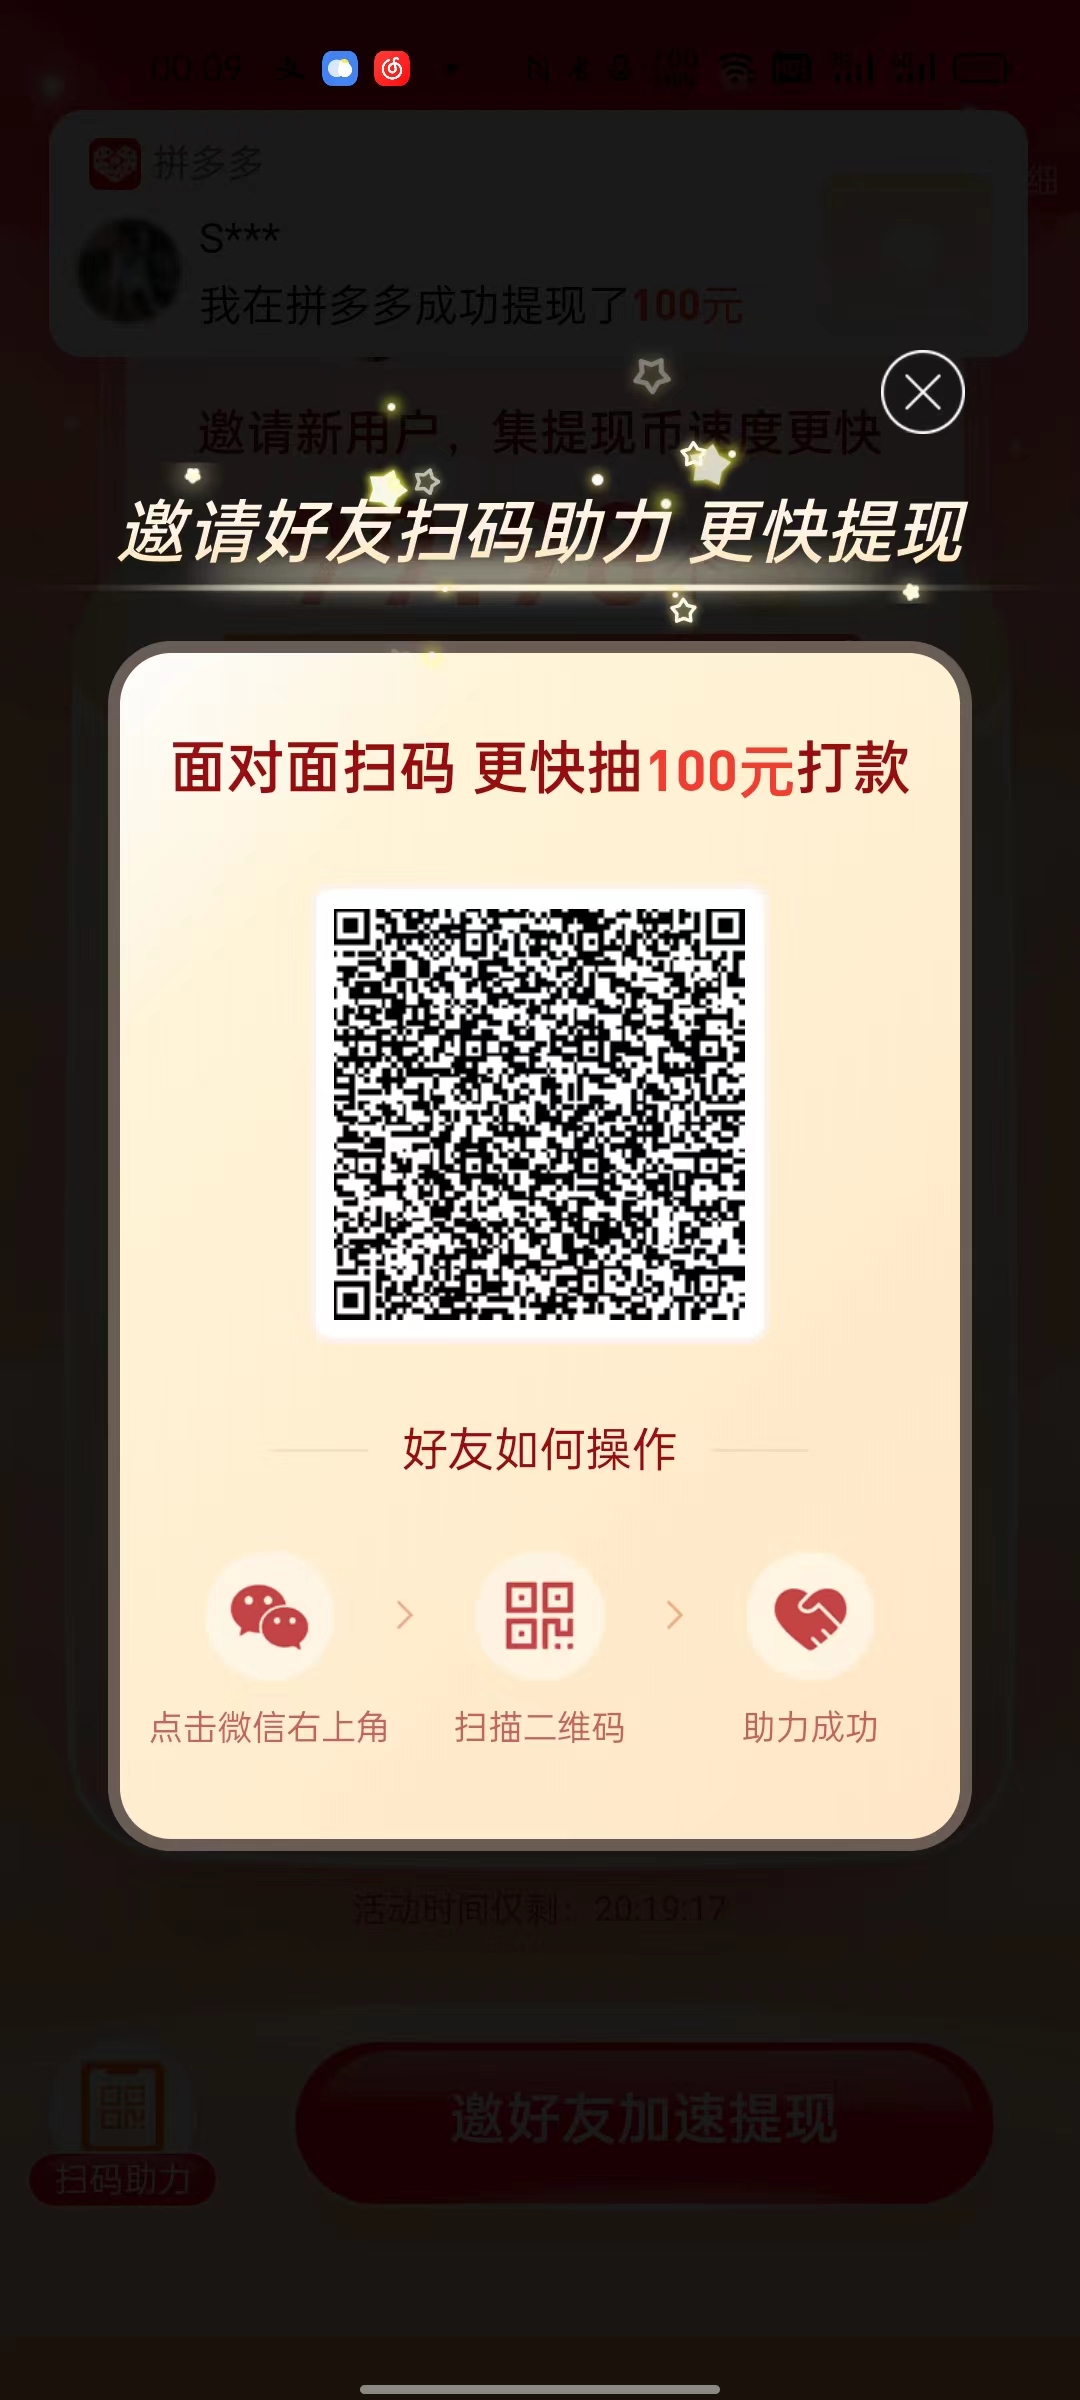 00:09
拼多多
细
S***
我在拼多多成功提现了100元
邀请新用户，集提现币速度更快
邀请好友扫码助力 更快提现
面对面扫码 更快抽100元打款
好友如何操作
点击微信右上角
扫描二维码
助力成功
活动时间仅剩：20:19:17
邀好友加速提现
扫码助力